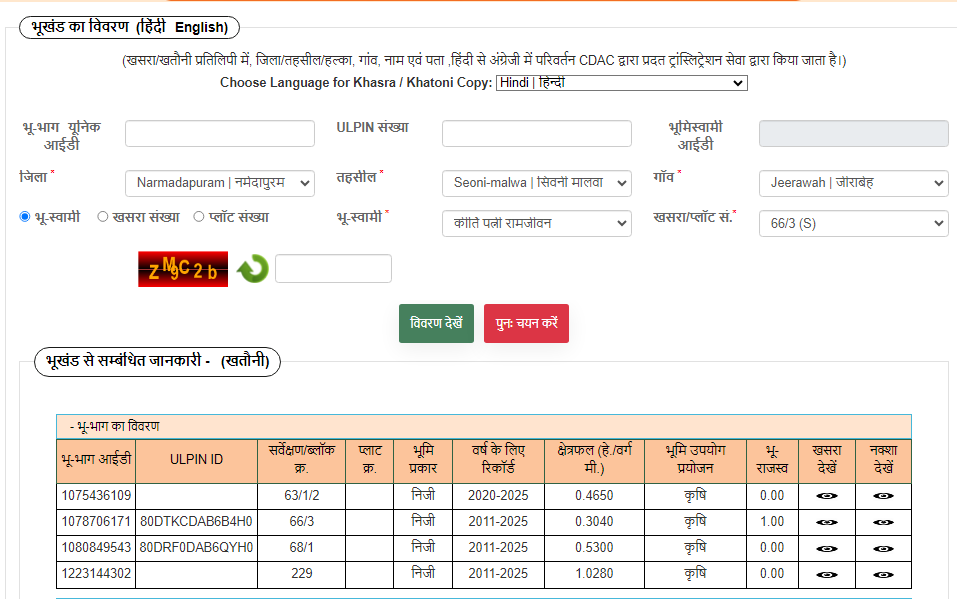 भूखंड का विवरण (हिंदी English)
(खसरा/खतौनी प्रतिलिपी में, जिला/तहसील/हल्का, गांव, नाम एवं पता ,हिंदी से अंग्रेजी में परिवर्तन CDAC द्वारा प्रदत ट्रांस्लिट्रेशन सेवा द्वारा किया जाता है।)
Choose Language for Khasra / Khatoni Copy: Hindi | हिन्दी
भू-भाग यूनिक आईडी ULPIN संख्या भूमिस्वामी आईडी
जिला * Narmadapuram | नर्मदापुरम तहसील * Seoni-malwa | सिवनी मालवा गाँव * Jeerawah | जीराबेह
भू-स्वामी खसरा संख्या प्लॉट संख्या भू-स्वामी * कीर्ति पत्नी रामजीवन खसरा/प्लॉट सं.* 66/3 (S)
ZM9C2b
विवरण देखें पुनः चयन करें
भूखंड से सम्बंधित जानकारी - (खतौनी)
- भू-भाग का विवरण
भू-भाग आईडी ULPIN ID सर्वेक्षण/ब्लॉक क्र. प्लाट क्र. भूमि प्रकार वर्ष के लिए रिकॉर्ड क्षेत्रफल (हे./वर्ग मी.) भूमि उपयोग प्रयोजन भू-राजस्व खसरा देखें नक्शा देखें
1075436109 63/1/2 निजी 2020-2025 0.4650 कृषि 0.00
1078706171 80DTKCDAB6B4H0 66/3 निजी 2011-2025 0.3040 कृषि 1.00
1080849543 80DRF0DAB6QYH0 68/1 निजी 2011-2025 0.5300 कृषि 0.00
1223144302 229 निजी 2011-2025 1.0280 कृषि 0.00